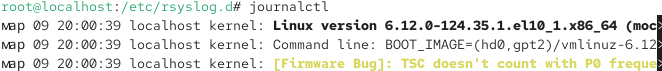 root@localhost:/etc/rsyslog.d# journalctl
мар 09 20:00:39 localhost kernel: Linux version 6.12.0-124.35.1.el10_1.x86_64 (moc>
мар 09 20:00:39 localhost kernel: Command line: BOOT_IMAGE=(hd0,gpt2)/vmlinuz-6.12>
мар 09 20:00:39 localhost kernel: [Firmware Bug]: TSC doesn't count with P0 freque>